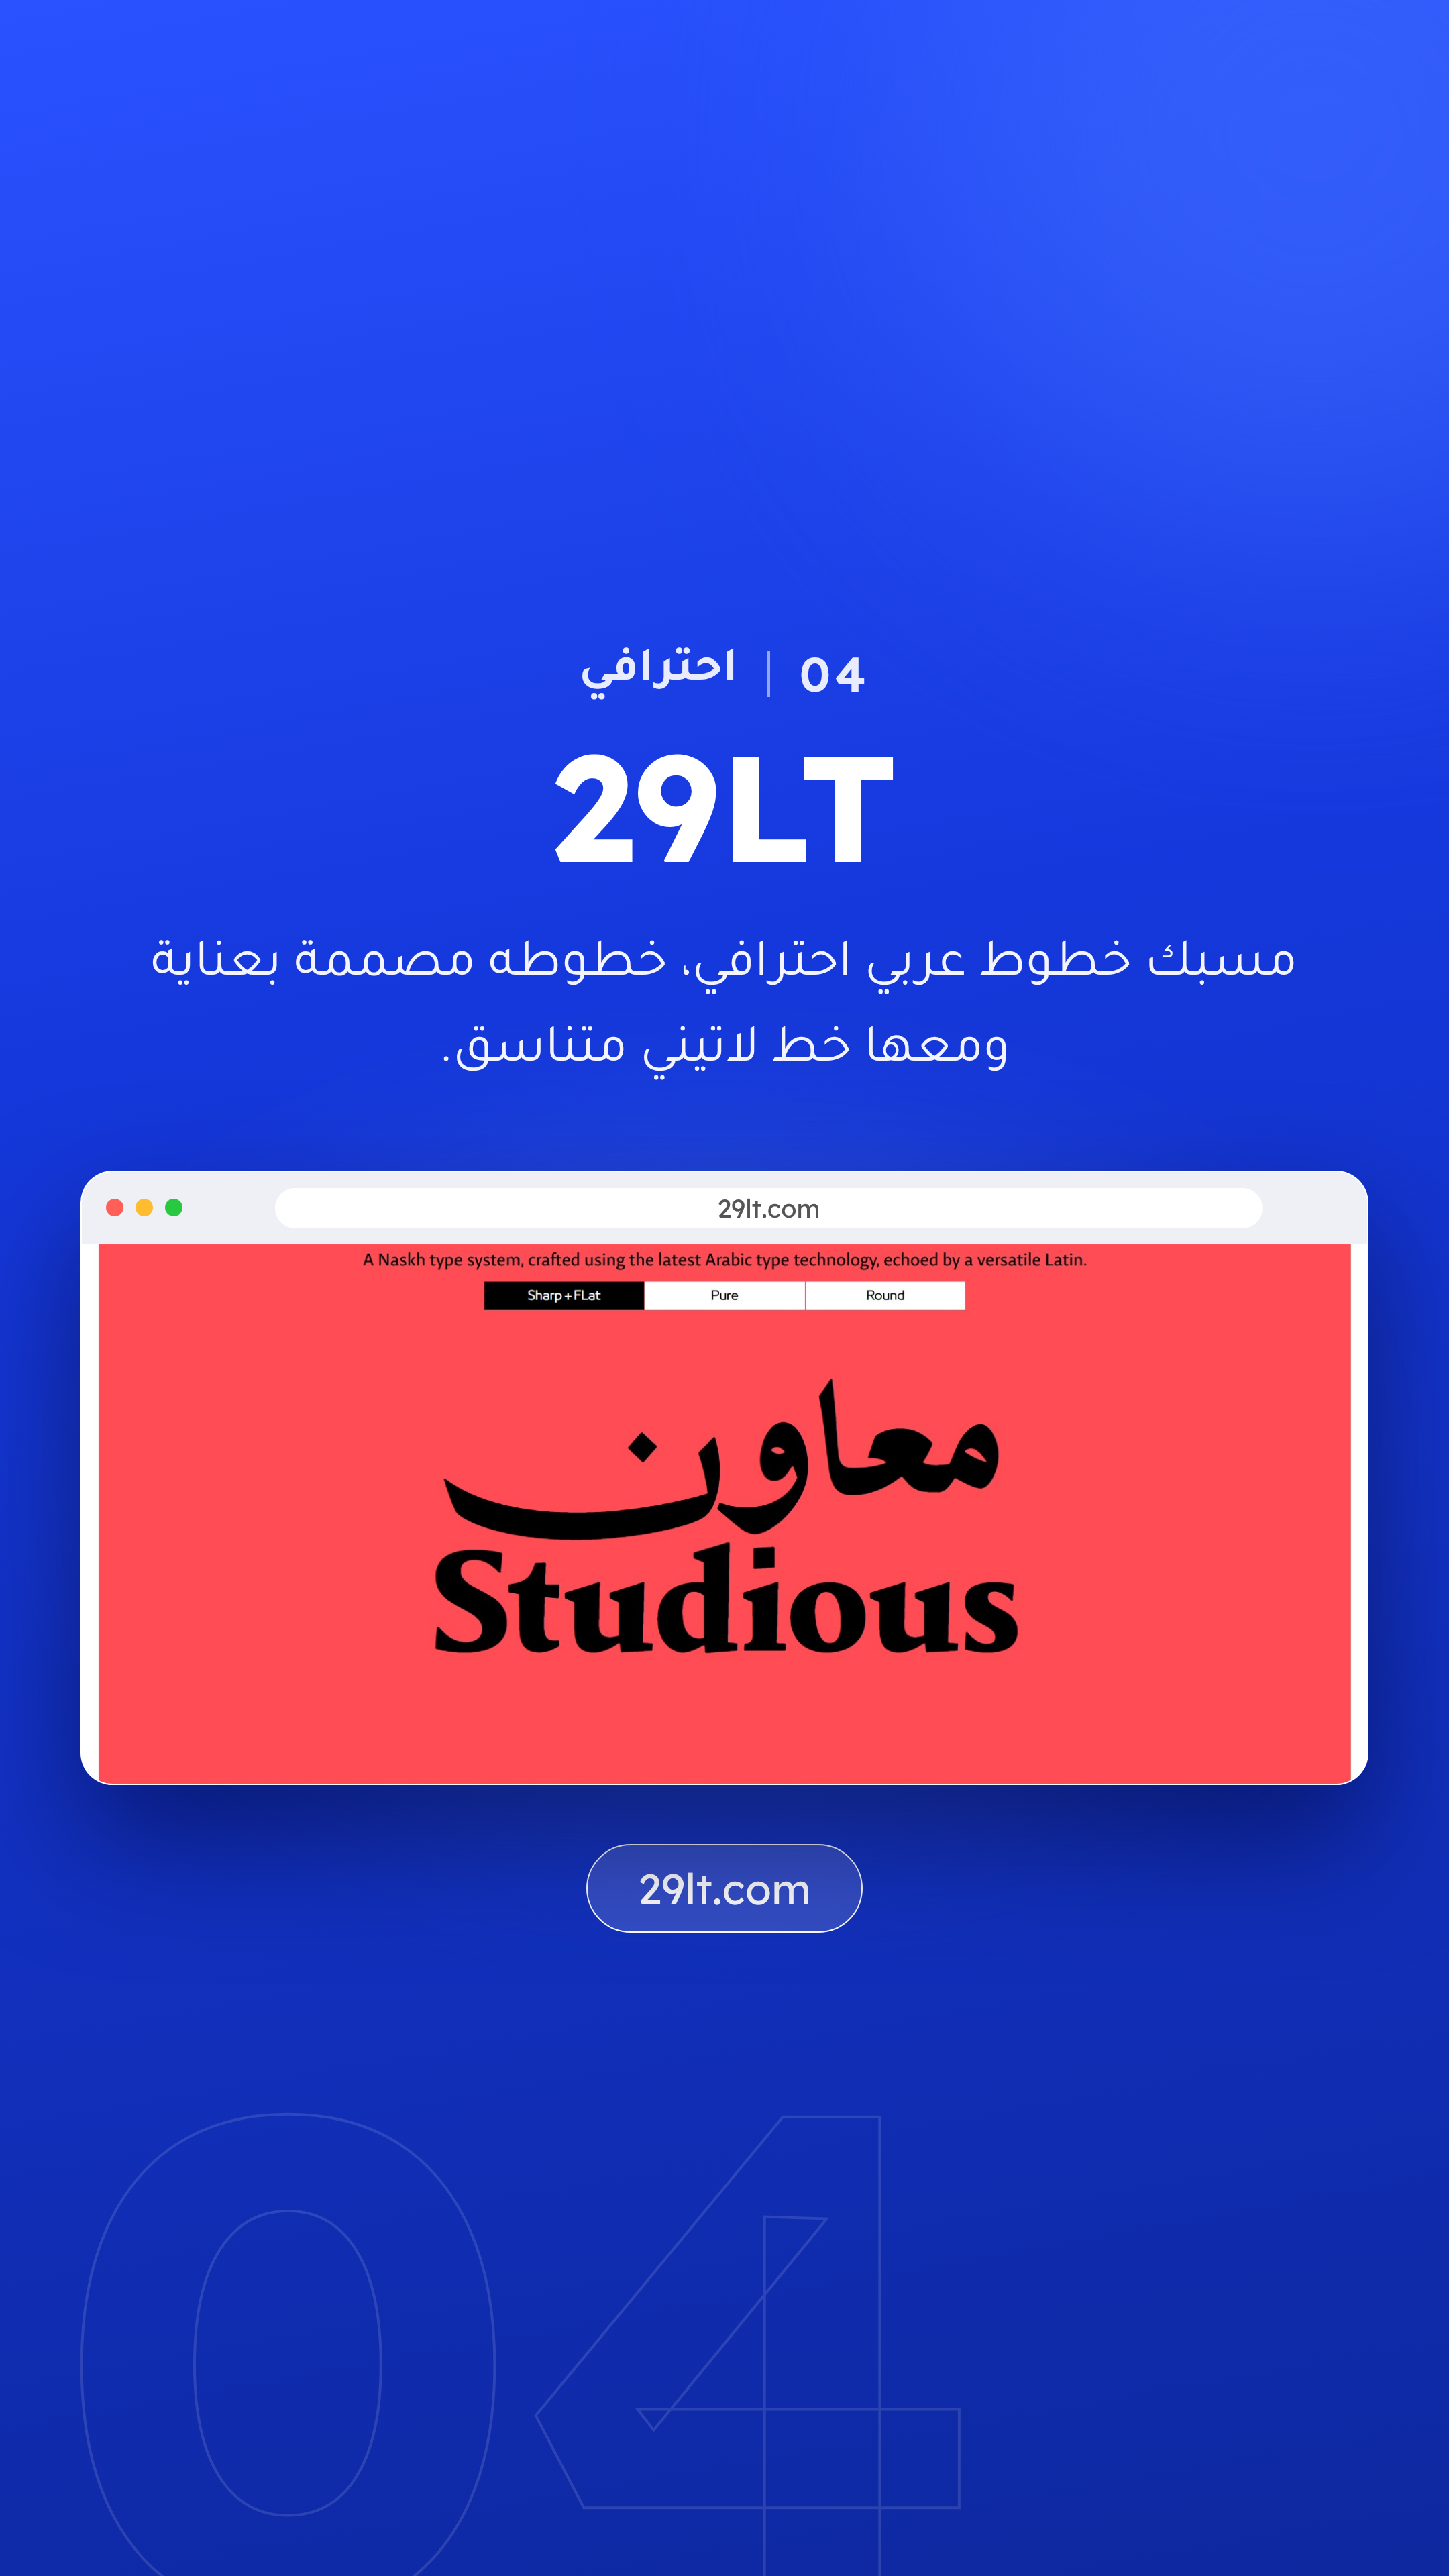 04 | احترافي
29LT
مسبك خطوط عربي احترافي، خطوطه مصممة بعناية
ومعها خط لاتيني متناسق.
29lt.com
A Naskh type system, crafted using the latest Arabic type technology, echoed by a versatile Latin.
Sharp + FLat Pure Round
معاون
Studious
29lt.com
04